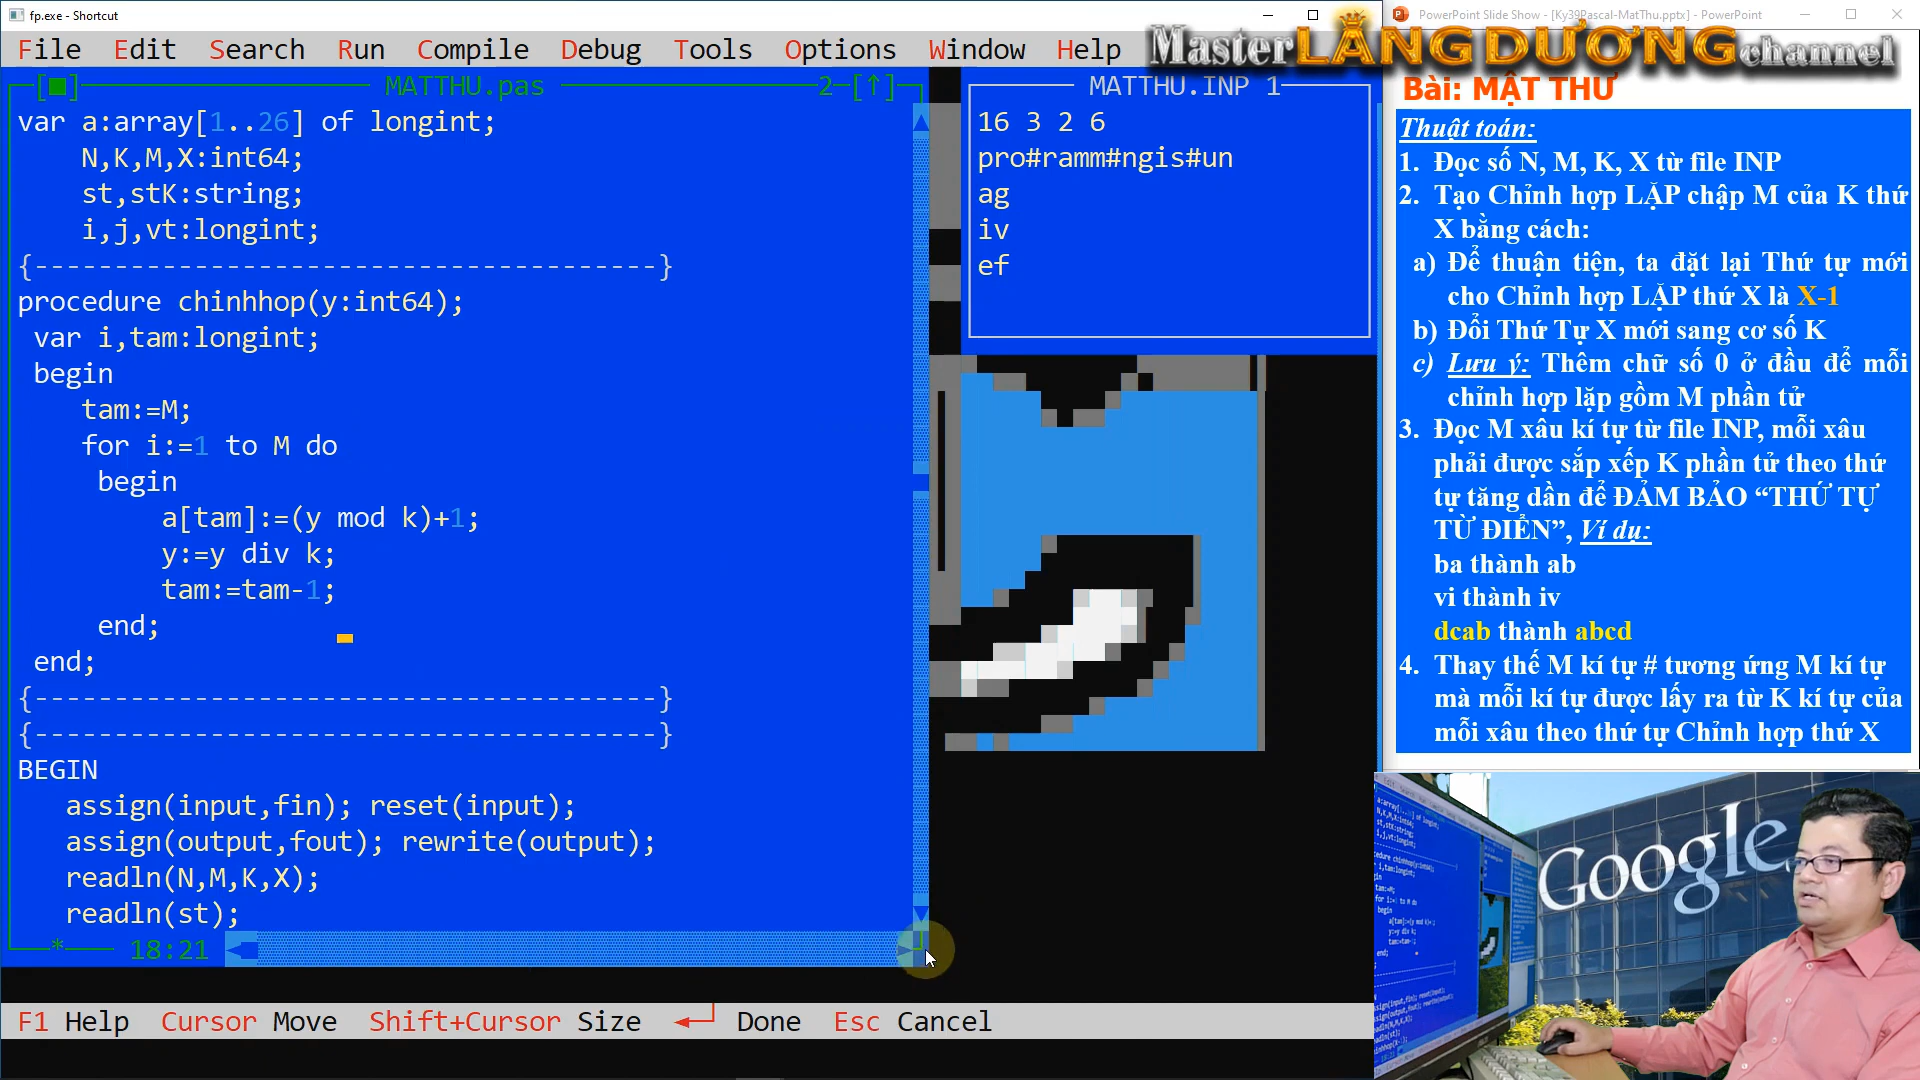 fp.exe - Shortcut
PowerPoint Slide Show - [Ky39Pascal-MatThu.pptx] - PowerPoint
File Edit Search Run Compile Debug Tools Options Window Help
Master LĂNG DƯƠNG channel
MATTHU.pas 2-[↑]
var a:array[1..26] of longint;
N,K,M,X:int64;
st,stK:string;
i,j,vt:longint;
{---------------------------------------}
procedure chinhhop(y:int64);
var i,tam:longint;
begin
tam:=M;
for i:=1 to M do
begin
a[tam]:=(y mod k)+1;
y:=y div k;
tam:=tam-1;
end;
end;
{---------------------------------------}
{---------------------------------------}
BEGIN
assign(input,fin); reset(input);
assign(output,fout); rewrite(output);
readln(N,M,K,X);
readln(st);
* 18:21
MATTHU.INP 1
16 3 2 6
pro#ramm#ngis#un
ag
iv
ef
Bài: MẬT THƯ
Thuật toán:
1. Đọc số N, M, K, X từ file INP
2. Tạo Chỉnh hợp LẶP chập M của K thứ
X bằng cách:
a) Để thuận tiện, ta đặt lại Thứ tự mới
cho Chỉnh hợp LẶP thứ X là X-1
b) Đổi Thứ Tự X mới sang cơ số K
c) Lưu ý: Thêm chữ số 0 ở đầu để mỗi
chỉnh hợp lặp gồm M phần tử
3. Đọc M xâu kí tự từ file INP, mỗi xâu
phải được sắp xếp K phần tử theo thứ
tự tăng dần để ĐẢM BẢO “THỨ TỰ
TỪ ĐIỂN”, Ví dụ:
ba thành ab
vi thành iv
dcab thành abcd
4. Thay thế M kí tự # tương ứng M kí tự
mà mỗi kí tự được lấy ra từ K kí tự của
mỗi xâu theo thứ tự Chỉnh hợp thứ X
Google
F1 Help Cursor Move Shift+Cursor Size ←┘ Done Esc Cancel